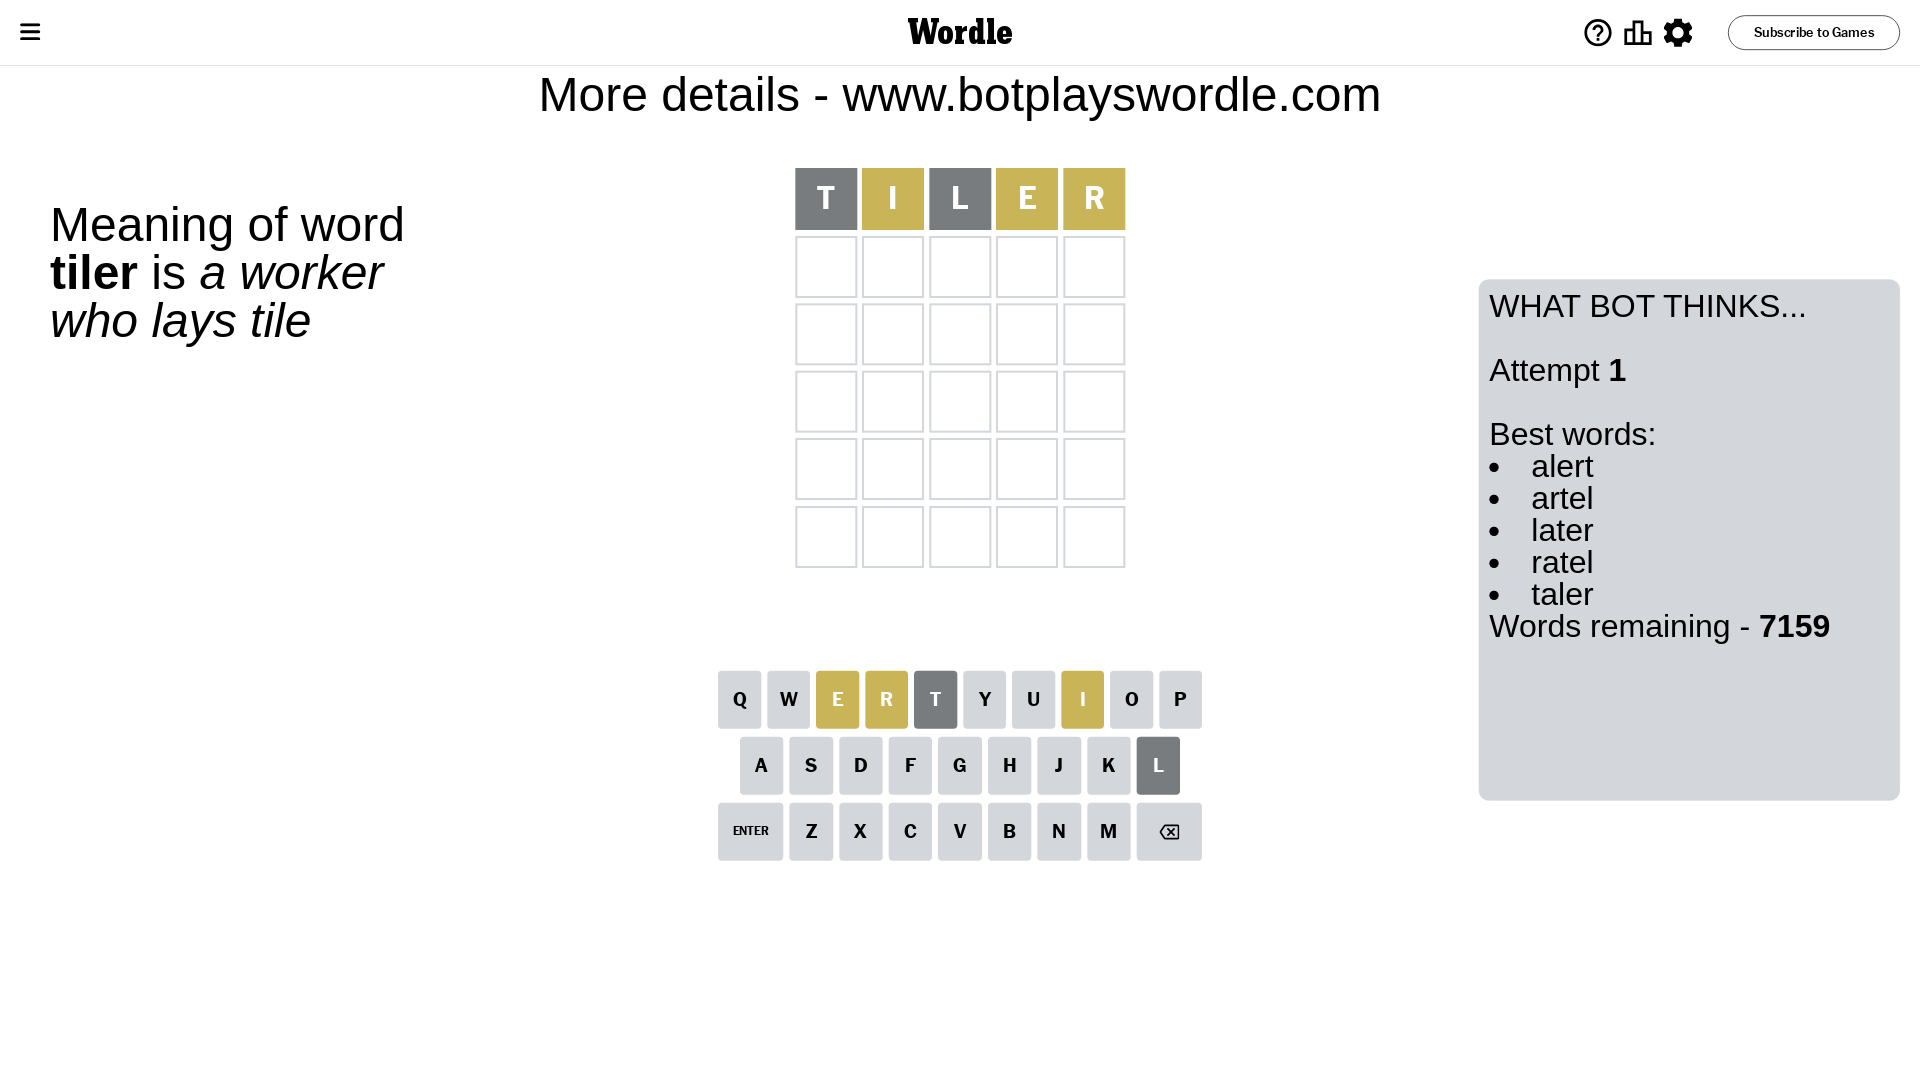 Wordle
Subscribe to Games
More details - www.botplayswordle.com
Meaning of word
tiler is a worker
who lays tile
T I L E R
WHAT BOT THINKS...
Attempt 1
Best words:
• alert
• artel
• later
• ratel
• taler
Words remaining - 7159
Q W E R T Y U I O P
A S D F G H J K L
ENTER Z X C V B N M